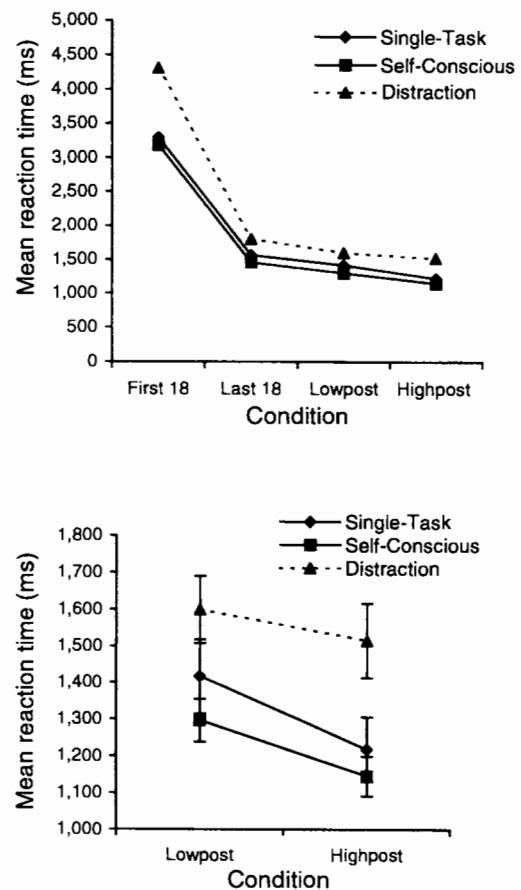 5,000
4,500
4,000
3,500
3,000
2,500
2,000
1,500
1,000
500
0
Mean reaction time (ms)
Single-Task
Self-Conscious
Distraction
First 18 Last 18 Lowpost Highpost
Condition
1,800
1,700
1,600
1,500
1,400
1,300
1,200
1,100
1,000
Mean reaction time (ms)
Single-Task
Self-Conscious
Distraction
Lowpost Highpost
Condition